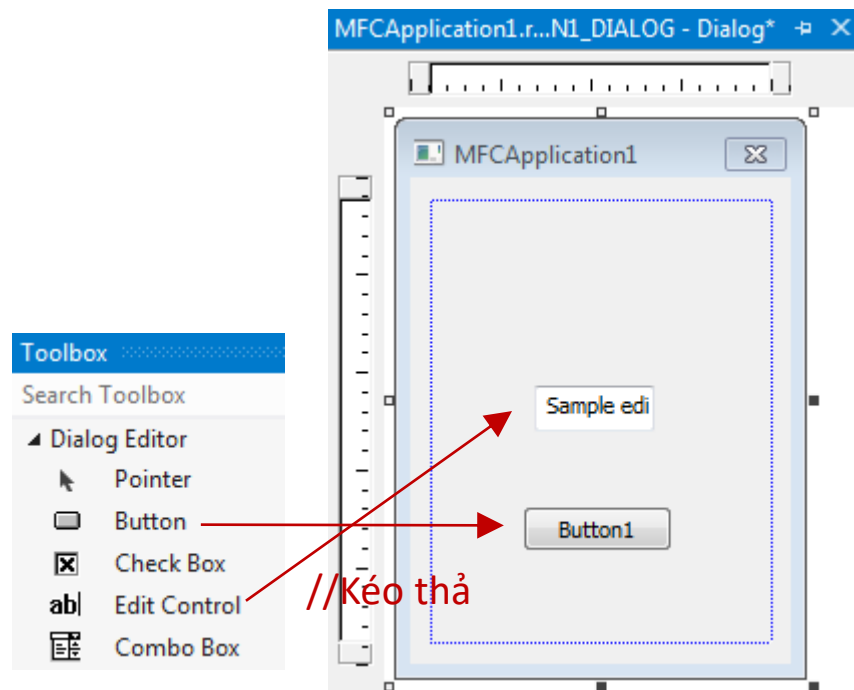 MFCApplication1.r...N1_DIALOG - Dialog*
MFCApplication1
Sample edi
Button1
Toolbox
Search Toolbox
Dialog Editor
Pointer
Button
Check Box
ab| Edit Control
Combo Box
//Kéo thả